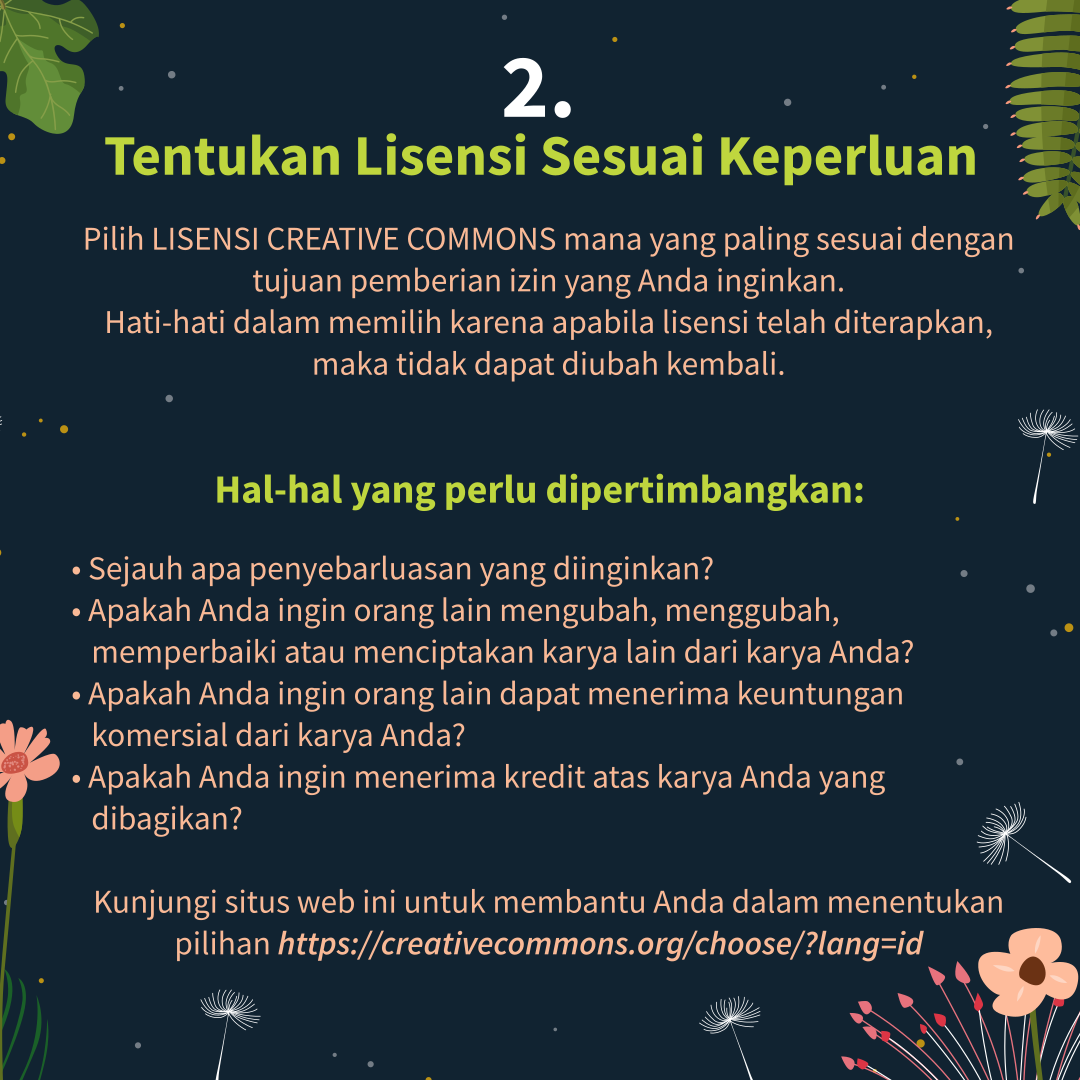 2.
Tentukan Lisensi Sesuai Keperluan
Pilih LISENSI CREATIVE COMMONS mana yang paling sesuai dengan
tujuan pemberian izin yang Anda inginkan.
Hati-hati dalam memilih karena apabila lisensi telah diterapkan,
maka tidak dapat diubah kembali.
Hal-hal yang perlu dipertimbangkan:
• Sejauh apa penyebarluasan yang diinginkan?
• Apakah Anda ingin orang lain mengubah, menggubah,
memperbaiki atau menciptakan karya lain dari karya Anda?
• Apakah Anda ingin orang lain dapat menerima keuntungan
komersial dari karya Anda?
• Apakah Anda ingin menerima kredit atas karya Anda yang
dibagikan?
Kunjungi situs web ini untuk membantu Anda dalam menentukan
pilihan https://creativecommons.org/choose/?lang=id